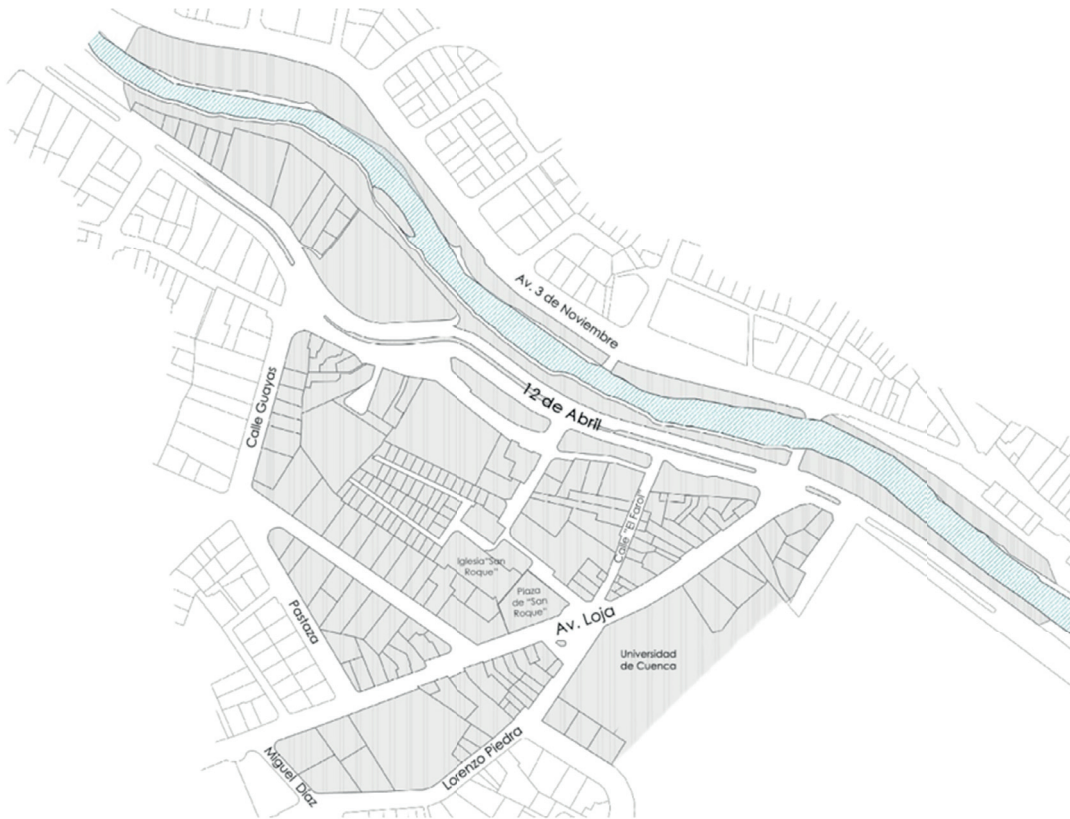 Av. 3 de Noviembre
12 de Abril
Calle Guayas
Calle "El Farol"
Iglesia"San
Roque"
Plaza
de "San
Roque"
Pastaza
Av. Loja
Universidad
de Cuenca
Lorenzo Piedra
Miguel Díaz